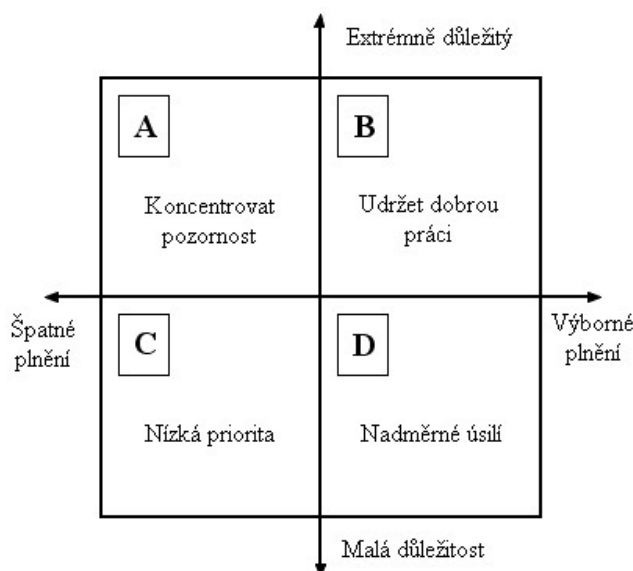 Extrémně důležitý
A
B
Koncentrovat
pozornost
Udržet dobrou
práci
Špatné
plnění
Výborné
plnění
C
D
Nízká priorita
Nadměrné úsilí
Malá důležitost